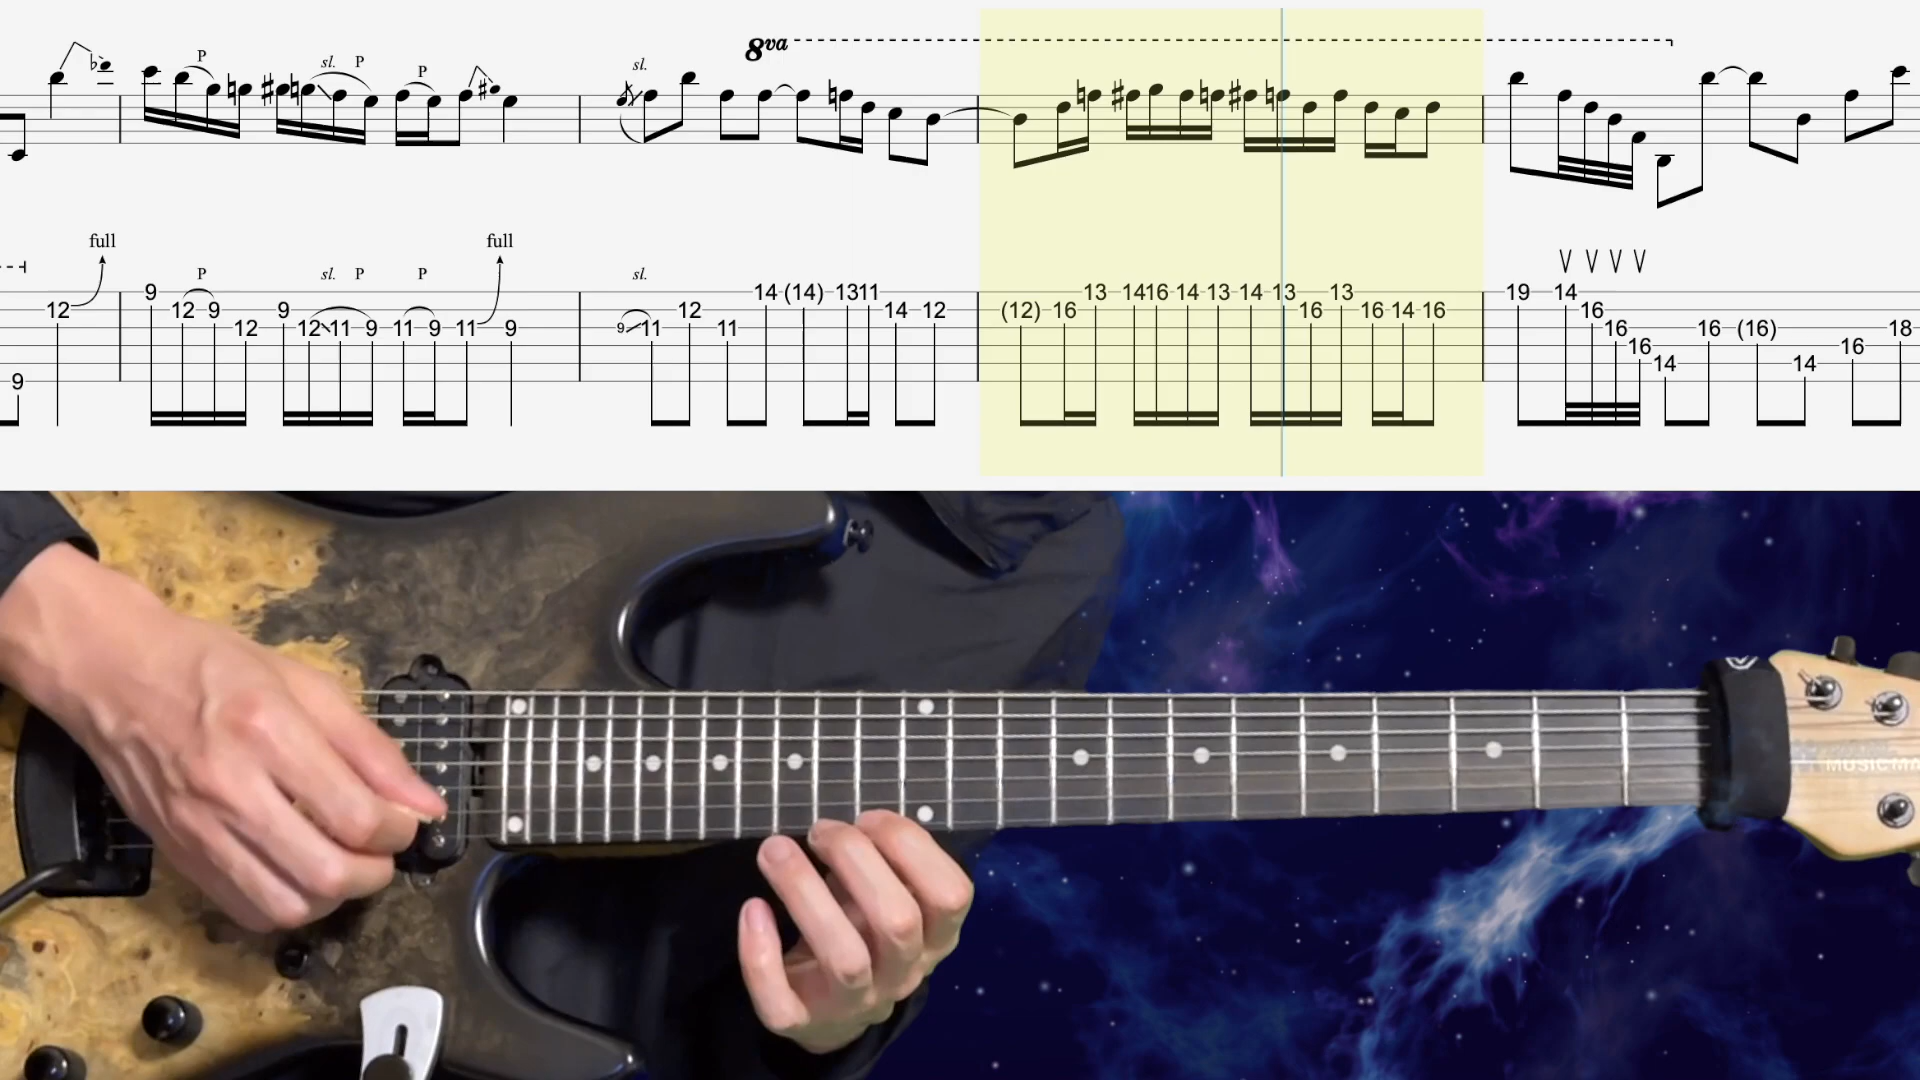 8va
P sl. P P sl.
full full
P sl. P P sl.
9 14 (14) 13 11 13 14 16 14 13 14 13 13 19 14
12 12 9 9 12 14 12 (12) 16 16 16 14 16 16
12 12 11 9 11 9 11 9 9 11 11 16 16 (16) 18
16 16
14 14
9
MUSICMA